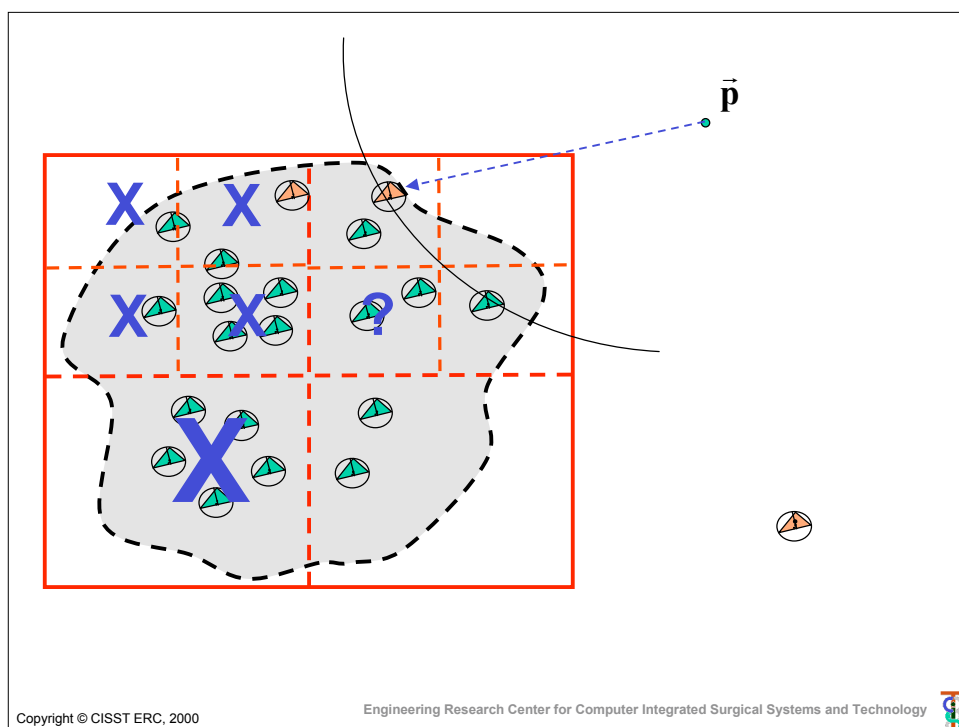 p
X X
X X ?
X
Engineering Research Center for Computer Integrated Surgical Systems and Technology
Copyright © CISST ERC, 2000